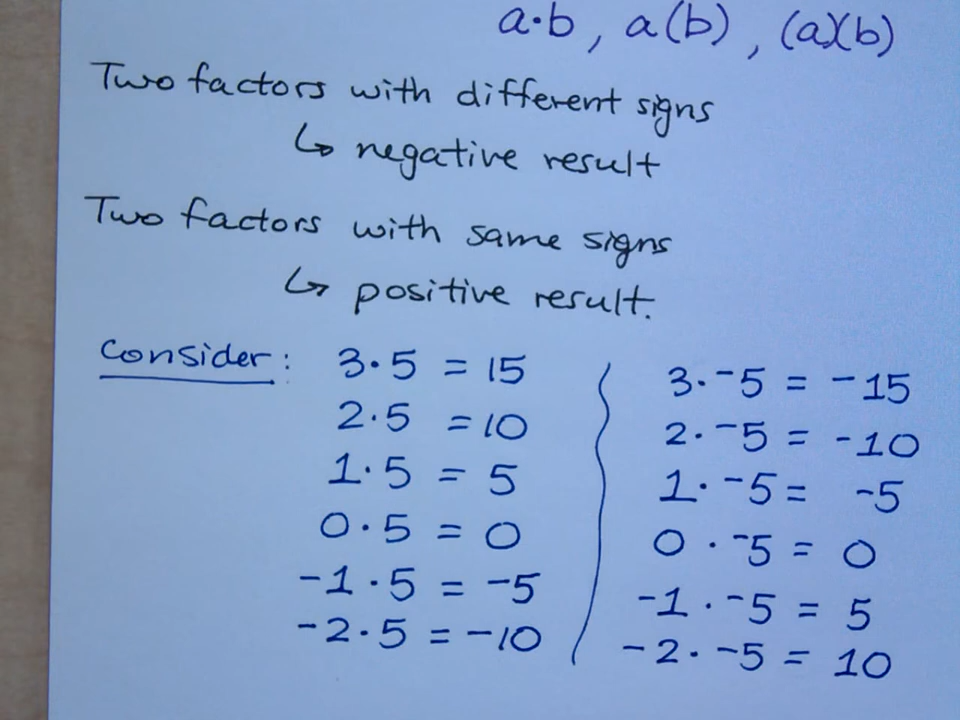 a·b, a(b), (a)(b)
Two factors with different signs
↳ negative result
Two factors with same signs
↳ positive result.
Consider: 3·5 = 15
2·5 = 10
1·5 = 5
0·5 = 0
-1·5 = -5
-2·5 = -10
3·-5 = -15
2·-5 = -10
1·-5 = -5
0·-5 = 0
-1·-5 = 5
-2·-5 = 10